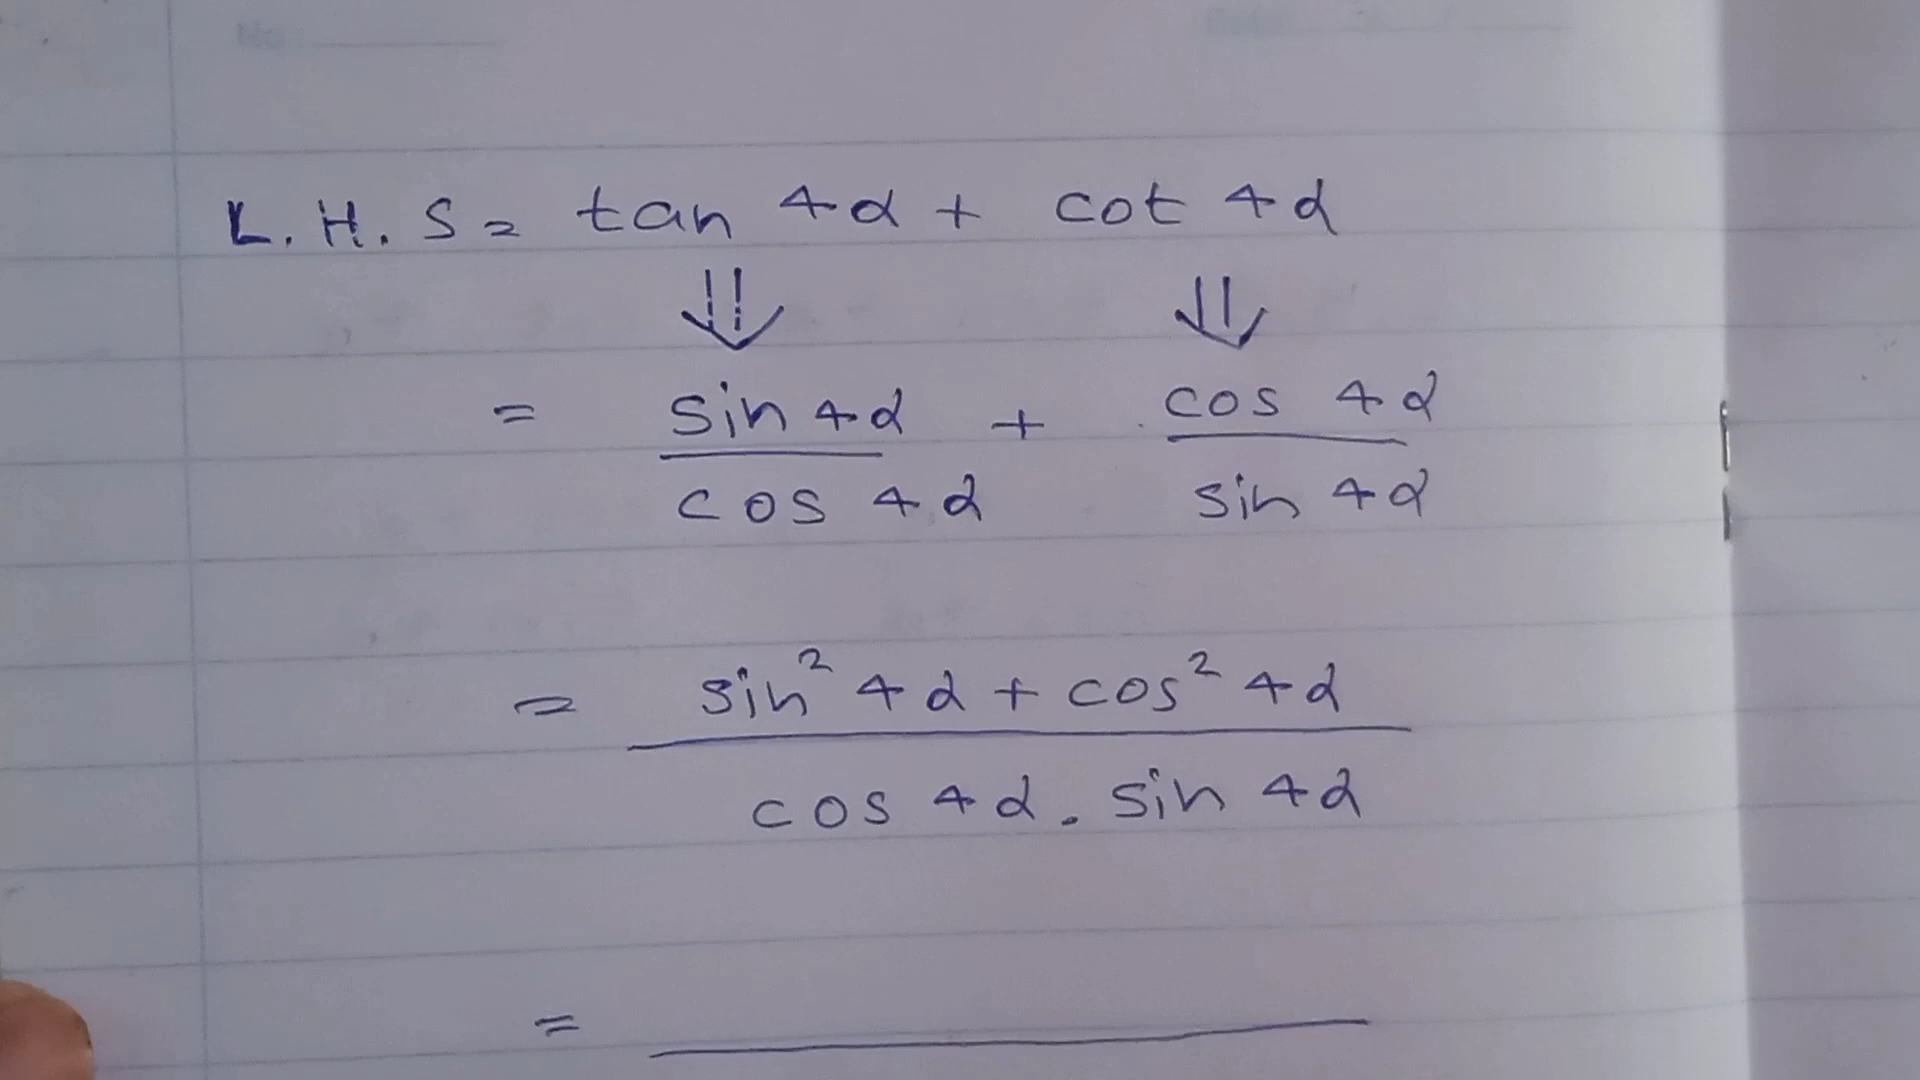 L.H.S = tan 4α + cot 4α
⇓ ⇓
= sin 4α / cos 4α + cos 4α / sin 4α
= sin² 4α + cos² 4α / cos 4α . sin 4α
=